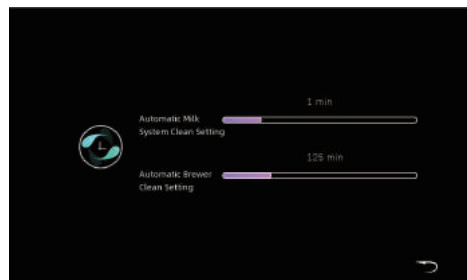 1 min
Automatic Milk
System Clean Setting
125 min
Automatic Brewer
Clean Setting